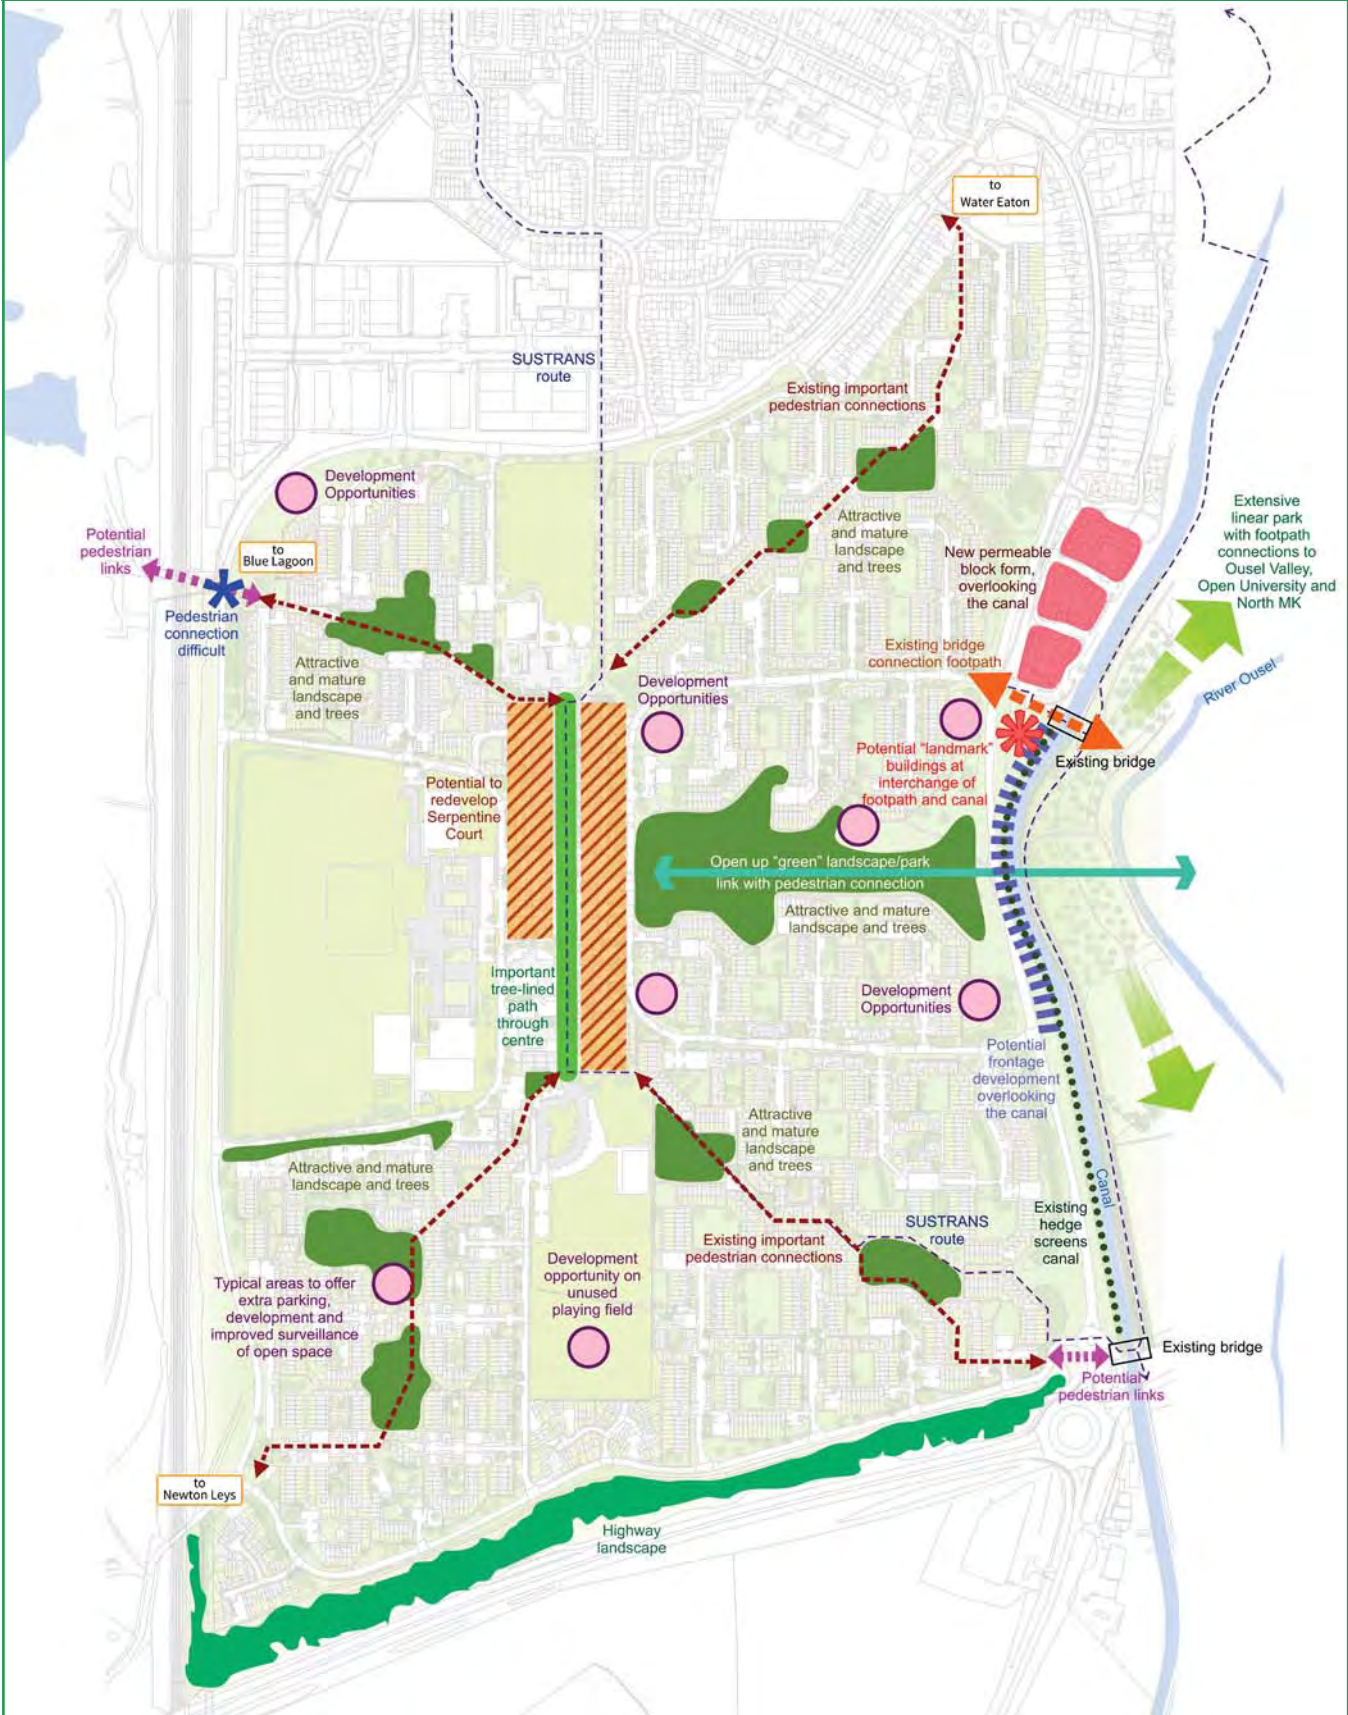 to
Water Eaton
SUSTRANS
route
Existing important
pedestrian connections
Development
Opportunities
Potential
pedestrian
links
to
Blue Lagoon
Pedestrian
connection
difficult
Attractive
and mature
landscape
and trees
Attractive
and mature
landscape
and trees
New permeable
block form,
overlooking
the canal
Extensive
linear park
with footpath
connections to
Ousel Valley,
Open University and
North MK
Existing bridge
connection footpath
River Ousel
Development
Opportunities
Potential "landmark"
buildings at
interchange of
footpath and canal
Existing bridge
Potential to
redevelop
Serpentine
Court
Open up "green" landscape/park
link with pedestrian connection
Attractive and mature
landscape and trees
Important
tree-lined
path
through
centre
Development
Opportunities
Potential
frontage
development
overlooking
the canal
Attractive
and mature
landscape
and trees
Attractive and mature
landscape and trees
Canal
Existing
hedge
screens
canal
SUSTRANS
route
Existing important
pedestrian connections
Development
opportunity on
unused
playing field
Typical areas to offer
extra parking,
development and
improved surveillance
of open space
Existing bridge
Potential
pedestrian links
to
Newton Leys
Highway
landscape